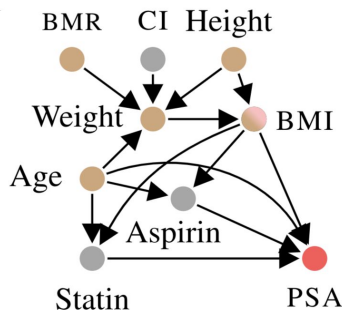 BMR CI Height
Weight BMI
Age
Aspirin
Statin PSA